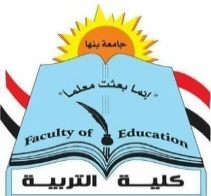 جامعة بنها
"إنما بعثت معلما"
Faculty of Education
كلية التربية